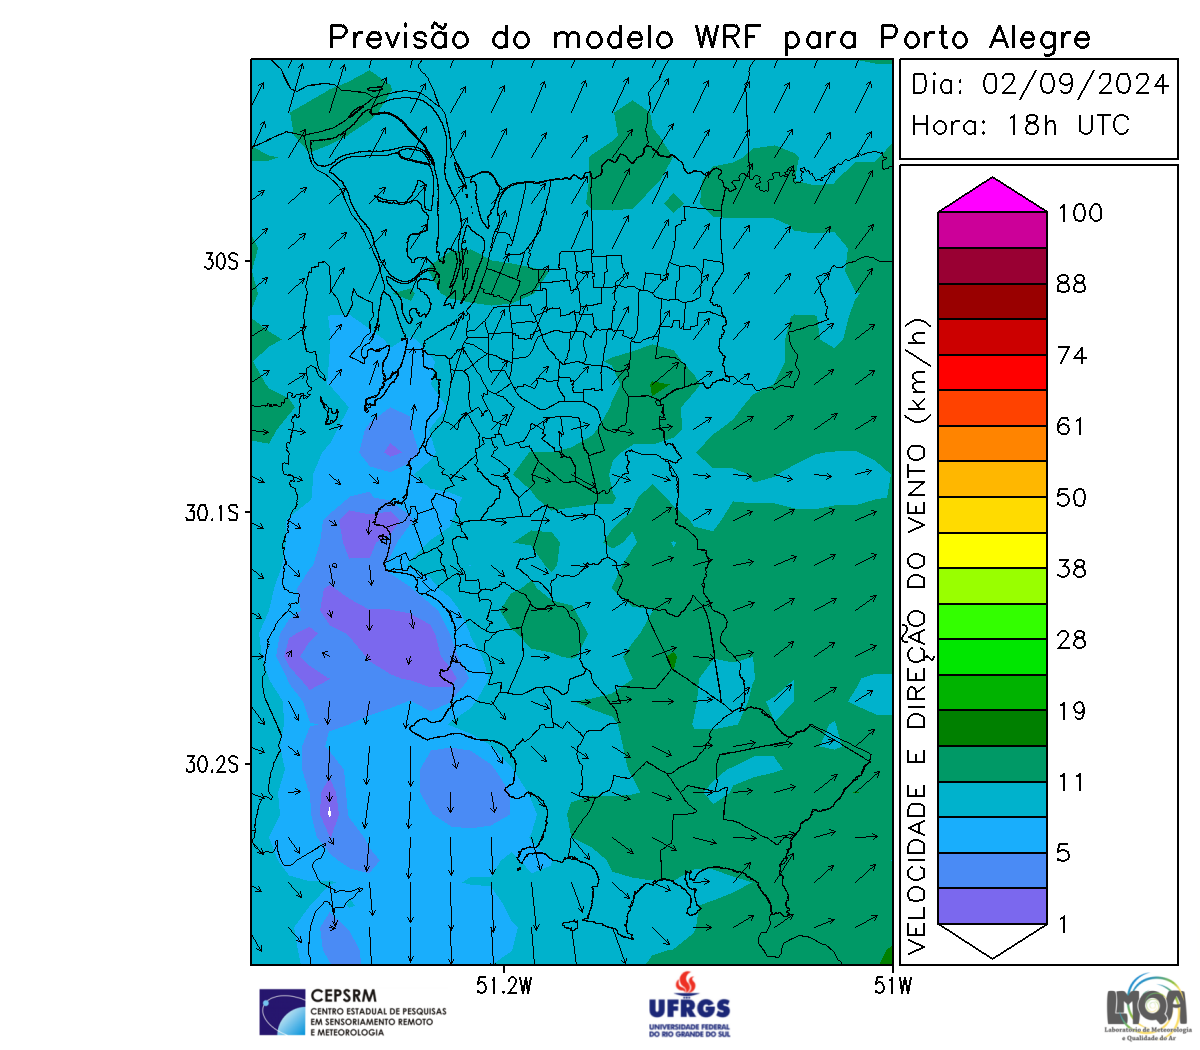 Previsão do modelo WRF para Porto Alegre
Dia: 02/09/2024
Hora: 18h UTC
30S
30.1S
30.2S
51.2W
51W
VELOCIDADE E DIREÇÃO DO VENTO (km/h)
100
88
74
61
50
38
28
19
11
5
1
CEPSRM
CENTRO ESTADUAL DE PESQUISAS
EM SENSORIAMENTO REMOTO
E METEOROLOGIA
UFRGS
UNIVERSIDADE FEDERAL
DO RIO GRANDE DO SUL
LMQA
Laboratório de Meteorologia
e Qualidade do Ar